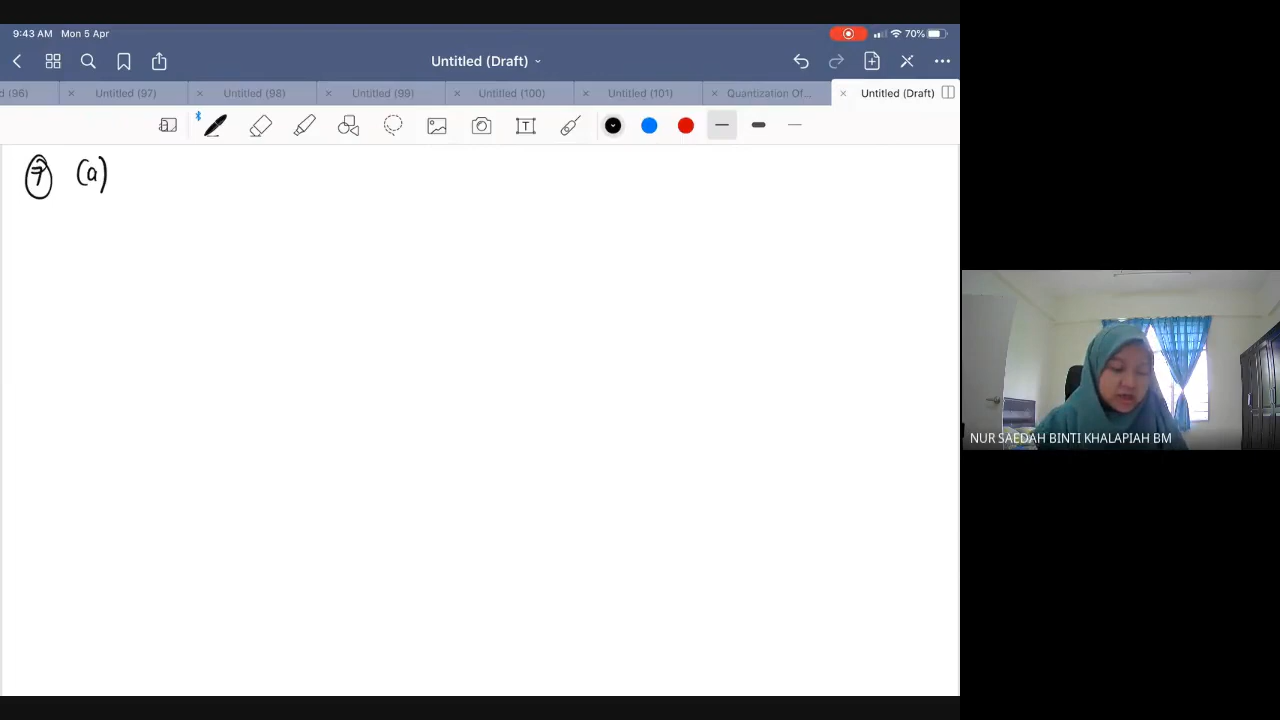 9:43 AM Mon 5 Apr
70%
Untitled (Draft)
d (96)
Untitled (97)
Untitled (98)
Untitled (99)
Untitled (100)
Untitled (101)
Quantization Of...
Untitled (Draft)
T
7 (a)
NUR SAEDAH BINTI KHALAPIAH BM